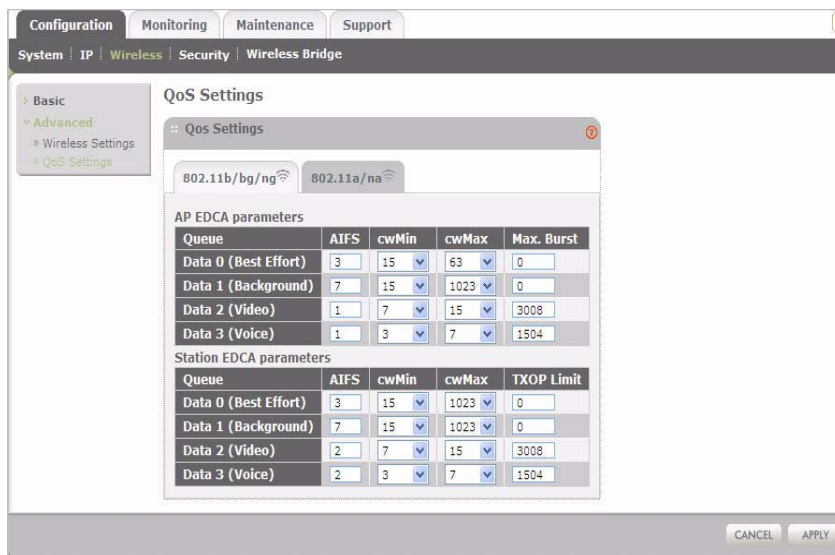 Configuration Monitoring Maintenance Support
System IP Wireless Security Wireless Bridge
Basic
Advanced
» Wireless Settings
» QoS Settings
QoS Settings
:: Qos Settings ?
802.11b/bg/ng 802.11a/na
AP EDCA parameters
Queue AIFS cwMin cwMax Max. Burst
Data 0 (Best Effort) 3 15 63 0
Data 1 (Background) 7 15 1023 0
Data 2 (Video) 1 7 15 3008
Data 3 (Voice) 1 3 7 1504
Station EDCA parameters
Queue AIFS cwMin cwMax TXOP Limit
Data 0 (Best Effort) 3 15 1023 0
Data 1 (Background) 7 15 1023 0
Data 2 (Video) 2 7 15 3008
Data 3 (Voice) 2 3 7 1504
CANCEL APPLY